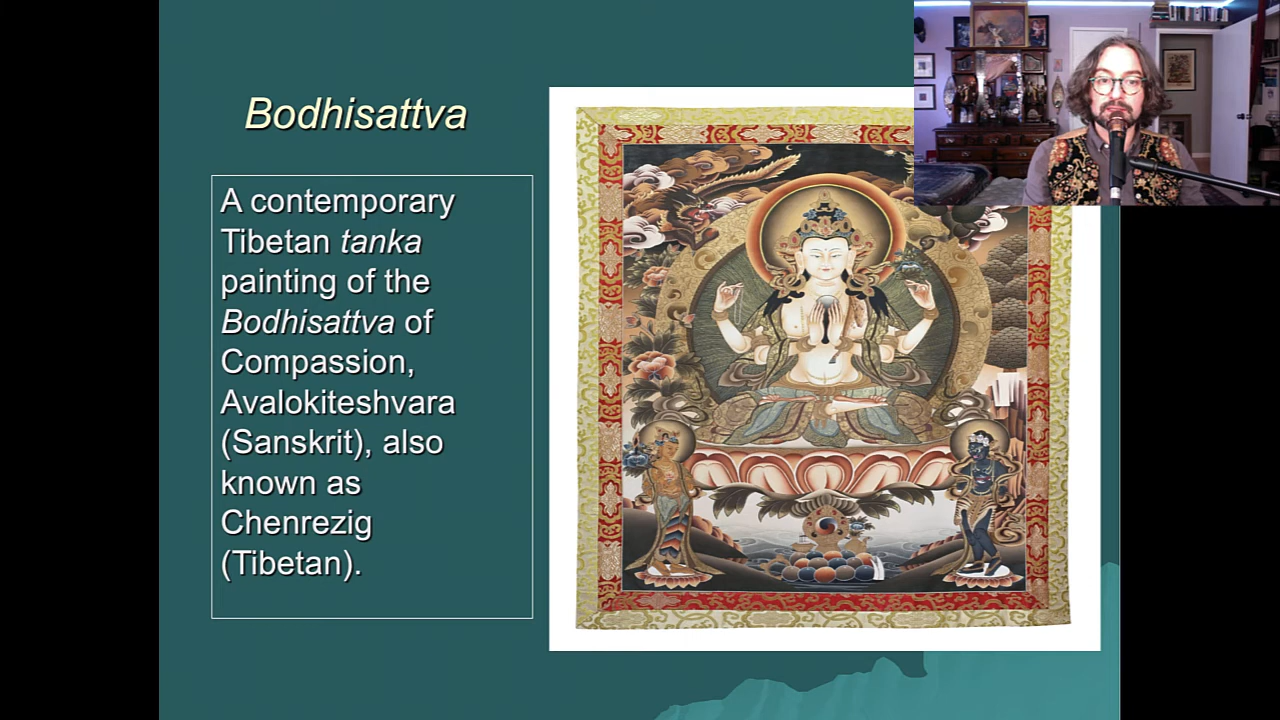 Bodhisattva
A contemporary
Tibetan tanka
painting of the
Bodhisattva of
Compassion,
Avalokiteshvara
(Sanskrit), also
known as
Chenrezig
(Tibetan).